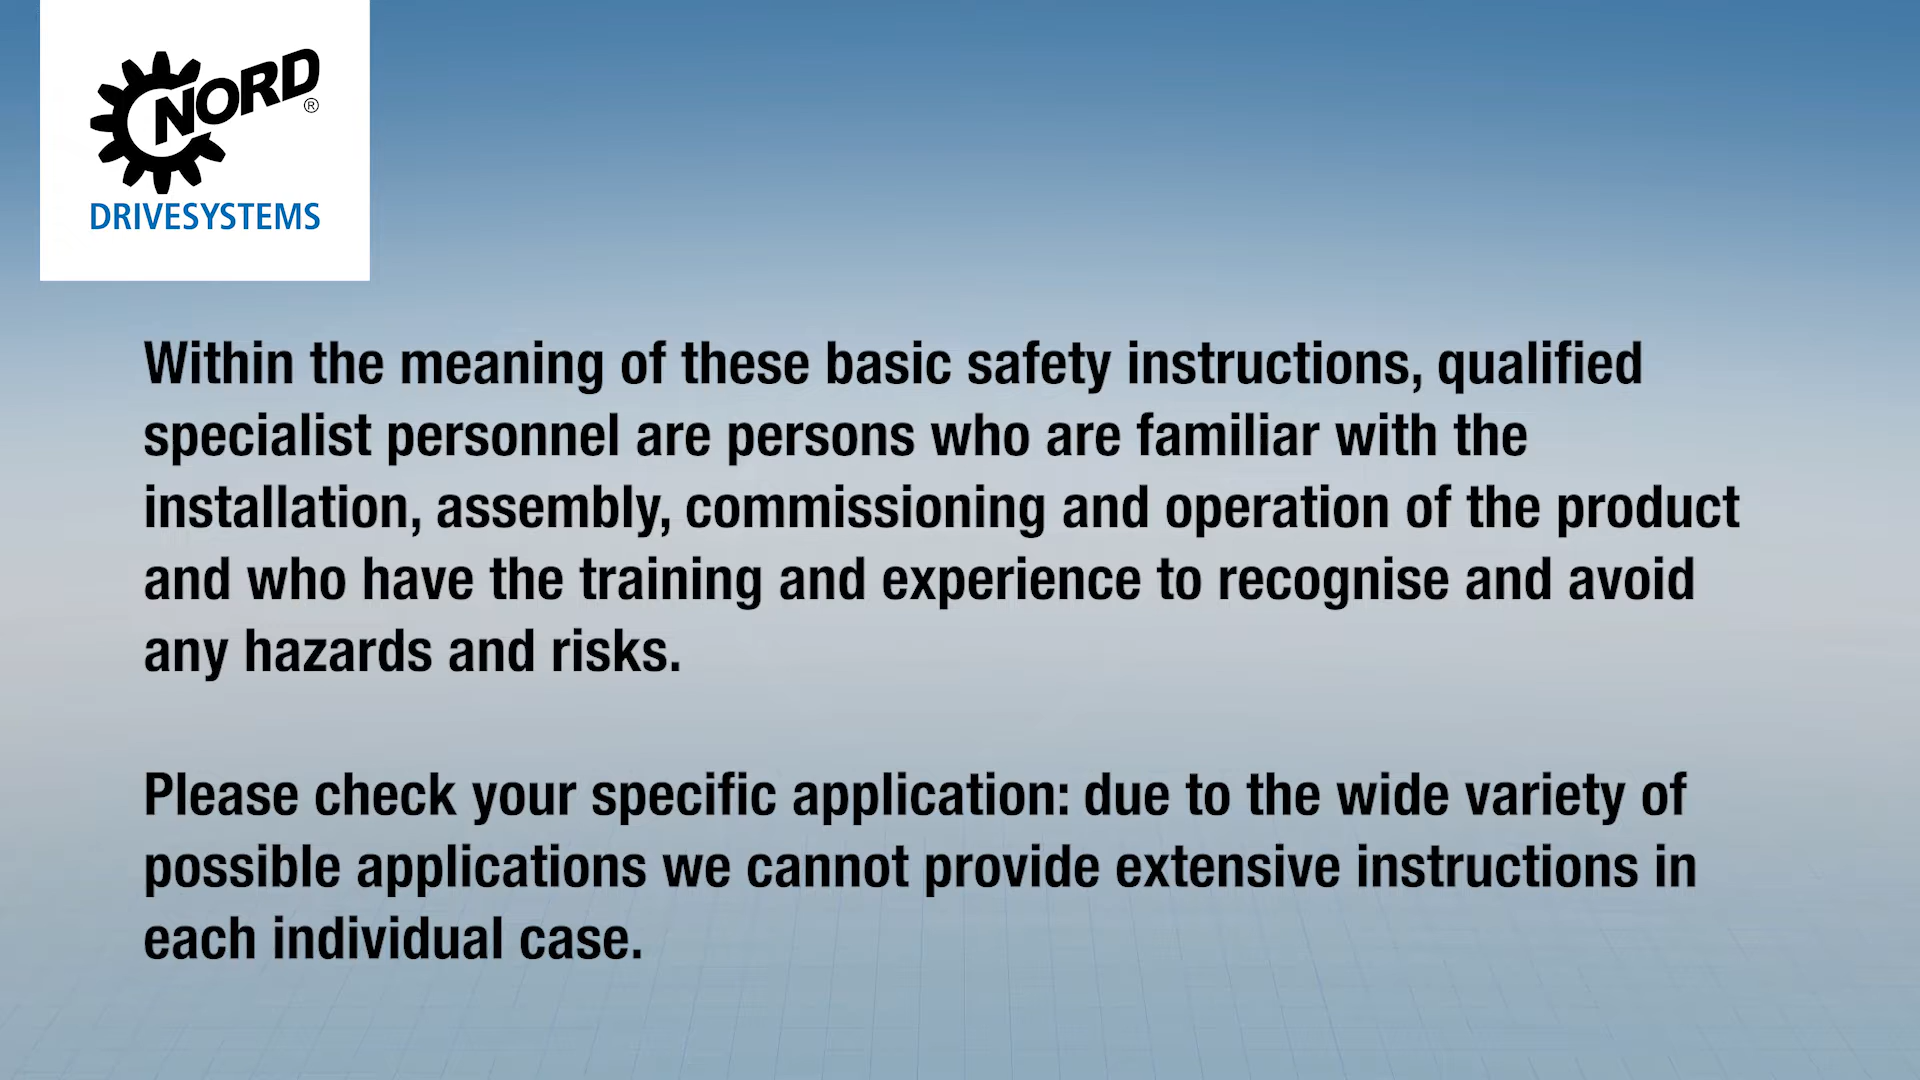 NORD®
DRIVESYSTEMS
Within the meaning of these basic safety instructions, qualified
specialist personnel are persons who are familiar with the
installation, assembly, commissioning and operation of the product
and who have the training and experience to recognise and avoid
any hazards and risks.
Please check your specific application: due to the wide variety of
possible applications we cannot provide extensive instructions in
each individual case.